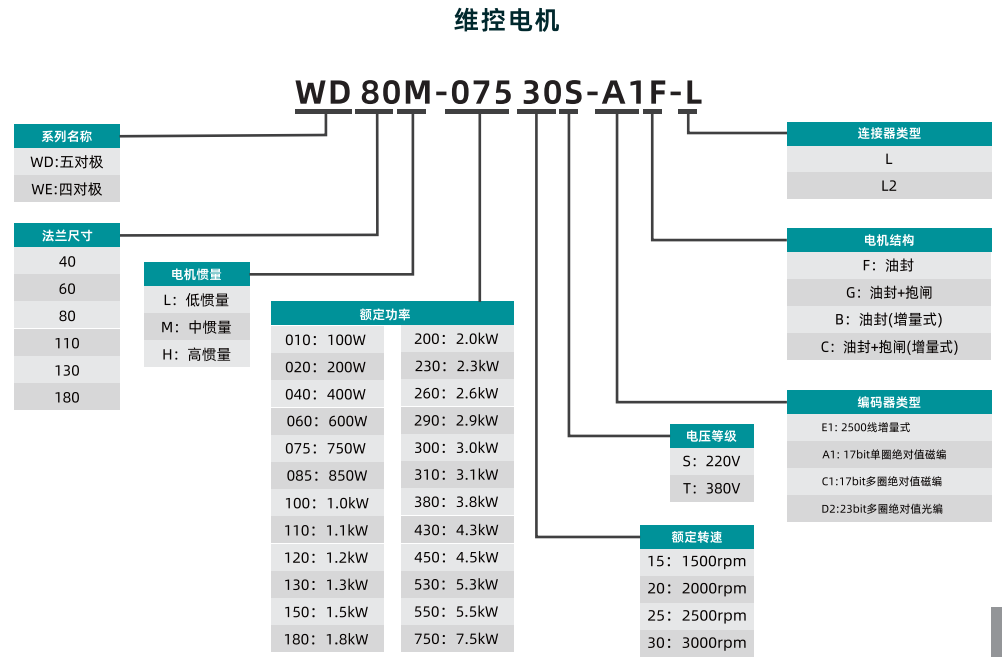 维控电机
WD 80M-075 30S-A1F-L
系列名称
WD:五对极
WE:四对极
法兰尺寸
40
60
80
110
130
180
电机惯量
L：低惯量
M：中惯量
H：高惯量
额定功率
010：100W
020：200W
040：400W
060：600W
075：750W
085：850W
100：1.0kW
110：1.1kW
120：1.2kW
130：1.3kW
150：1.5kW
180：1.8kW
200：2.0kW
230：2.3kW
260：2.6kW
290：2.9kW
300：3.0kW
310：3.1kW
380：3.8kW
430：4.3kW
450：4.5kW
530：5.3kW
550：5.5kW
750：7.5kW
额定转速
15：1500rpm
20：2000rpm
25：2500rpm
30：3000rpm
电压等级
S：220V
T：380V
连接器类型
L
L2
电机结构
F：油封
G：油封+抱闸
B：油封(增量式)
C：油封+抱闸(增量式)
编码器类型
E1: 2500线增量式
A1: 17bit单圈绝对值磁编
C1:17bit多圈绝对值磁编
D2:23bit多圈绝对值光编